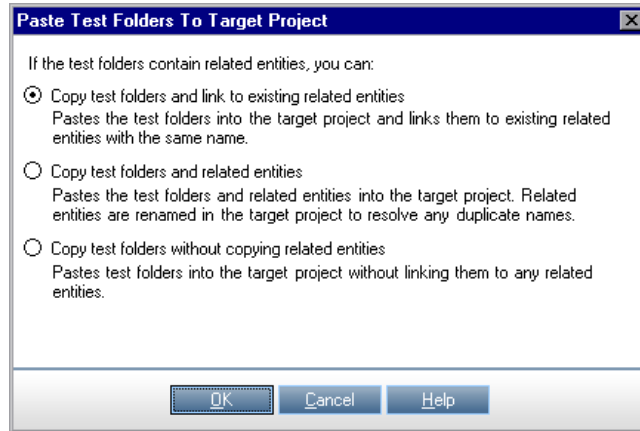 Paste Test Folders To Target Project
If the test folders contain related entities, you can:
Copy test folders and link to existing related entities
Pastes the test folders into the target project and links them to existing related
entities with the same name.
Copy test folders and related entities
Pastes the test folders and related entities into the target project. Related
entities are renamed in the target project to resolve any duplicate names.
Copy test folders without copying related entities
Pastes test folders into the target project without linking them to any related
entities.
OK Cancel Help